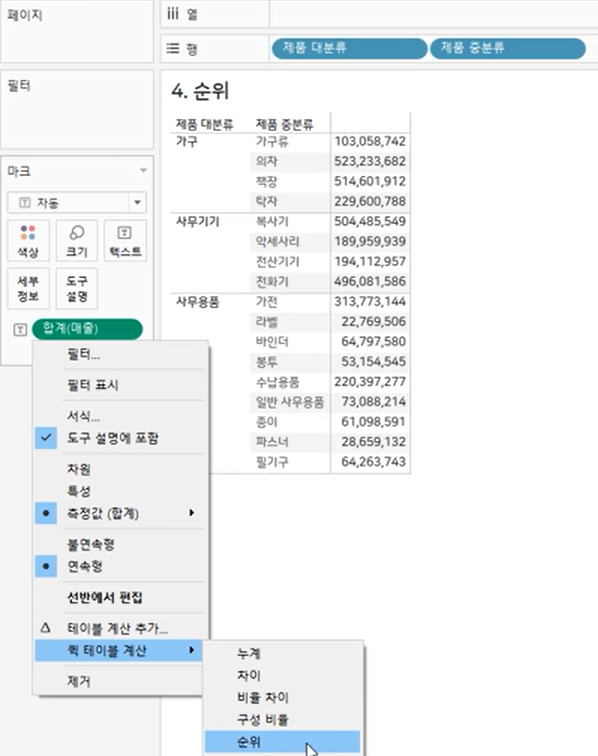 페이지
열
행
제품 대분류 제품 중분류
필터
4. 순위
제품 대분류 제품 중분류
가구 가구류 103,058,742
의자 523,233,682
책장 514,601,912
탁자 229,600,788
사무기기 복사기 504,485,549
악세사리 189,959,939
전산기기 194,112,957
전화기 496,081,586
사무용품 가전 313,773,144
라벨 22,769,506
바인더 64,797,580
봉투 53,154,545
수납용품 220,397,277
일반 사무용품 73,088,214
종이 61,098,591
파스너 28,659,132
필기구 64,263,743
마크
자동
색상 크기 텍스트
세부 정보
도구 설명
합계(매출)
필터...
필터 표시
서식...
도구 설명에 포함
차원
특성
측정값 (합계)
불연속형
연속형
선반에서 편집
테이블 계산 추가...
퀵 테이블 계산
제거
누계
차이
비율 차이
구성 비율
순위